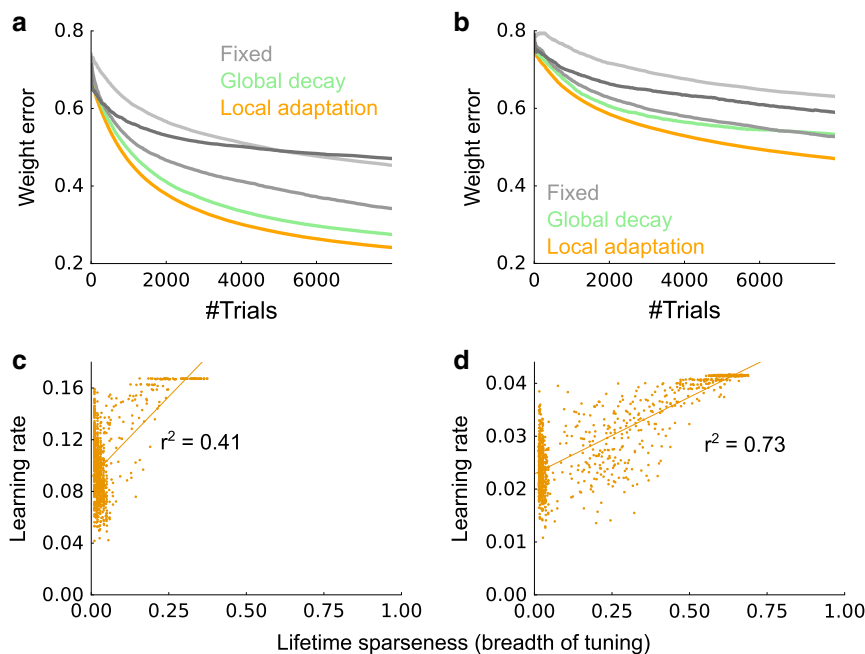 a
0.8
0.6
0.4
0.2
Weight error
Fixed
Global decay
Local adaptation
0
2000
4000
6000
#Trials
b
0.8
0.6
0.4
0.2
Weight error
Fixed
Global decay
Local adaptation
0
2000
4000
6000
#Trials
c
0.16
0.12
0.08
0.04
0.00
Learning rate
r² = 0.41
0.00
0.25
0.50
0.75
1.00
d
0.04
0.03
0.02
0.01
0.00
Learning rate
r² = 0.73
0.00
0.25
0.50
0.75
1.00
Lifetime sparseness (breadth of tuning)